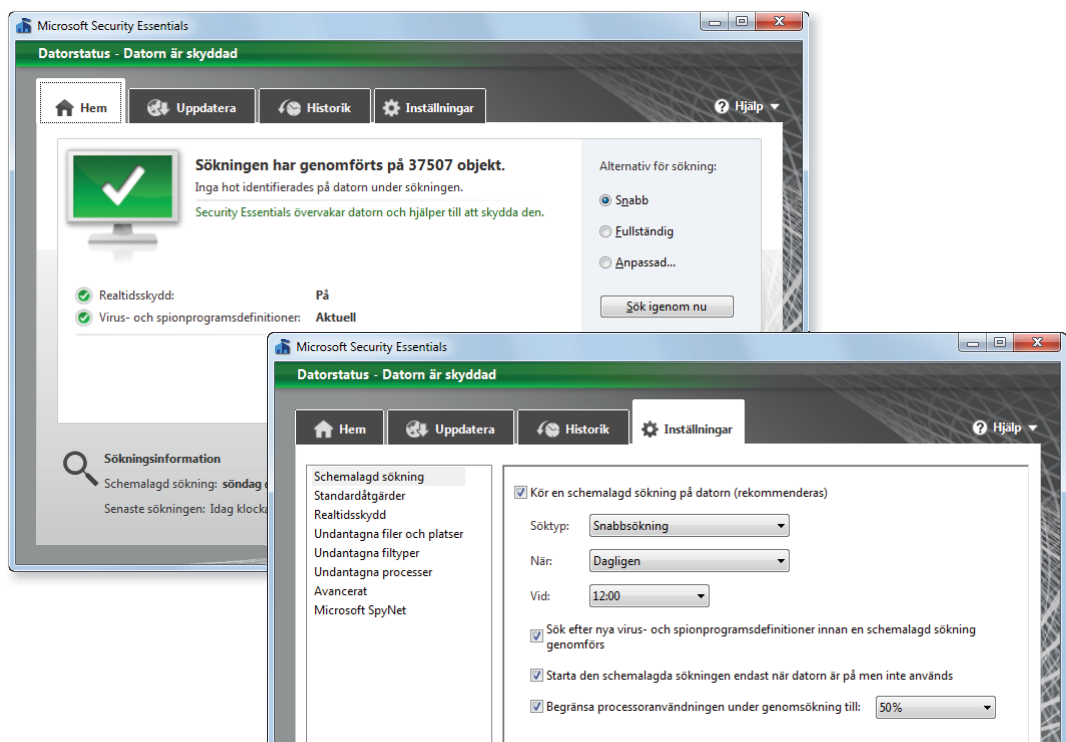 Microsoft Security Essentials
Datorstatus - Datorn är skyddad
Hem
Uppdatera
Historik
Inställningar
Hjälp
Sökningen har genomförts på 37507 objekt.
Inga hot identifierades på datorn under sökningen.
Security Essentials övervakar datorn och hjälper till att skydda den.
Alternativ för sökning:
Snabb
Fullständig
Anpassad...
Sök igenom nu
Realtidsskydd: På
Virus- och spionprogramsdefinitioner: Aktuell
Sökningsinformation
Schemalagd sökning: söndag
Senaste sökningen: Idag
Microsoft Security Essentials
Datorstatus - Datorn är skyddad
Hem
Uppdatera
Historik
Inställningar
Hjälp
Schemalagd sökning
Standardåtgärder
Realtidsskydd
Undantagna filer och platser
Undantagna filtyper
Undantagna processer
Avancerat
Microsoft SpyNet
Kör en schemalagd sökning på datorn (rekommenderas)
Söktyp: Snabbsökning
När: Dagligen
Vid: 12:00
Sök efter nya virus- och spionprogramsdefinitioner innan en schemalagd sökning
genomförs
Starta den schemalagda sökningen endast när datorn är på men inte används
Begränsa processoranvändningen under genomsökning till: 50%